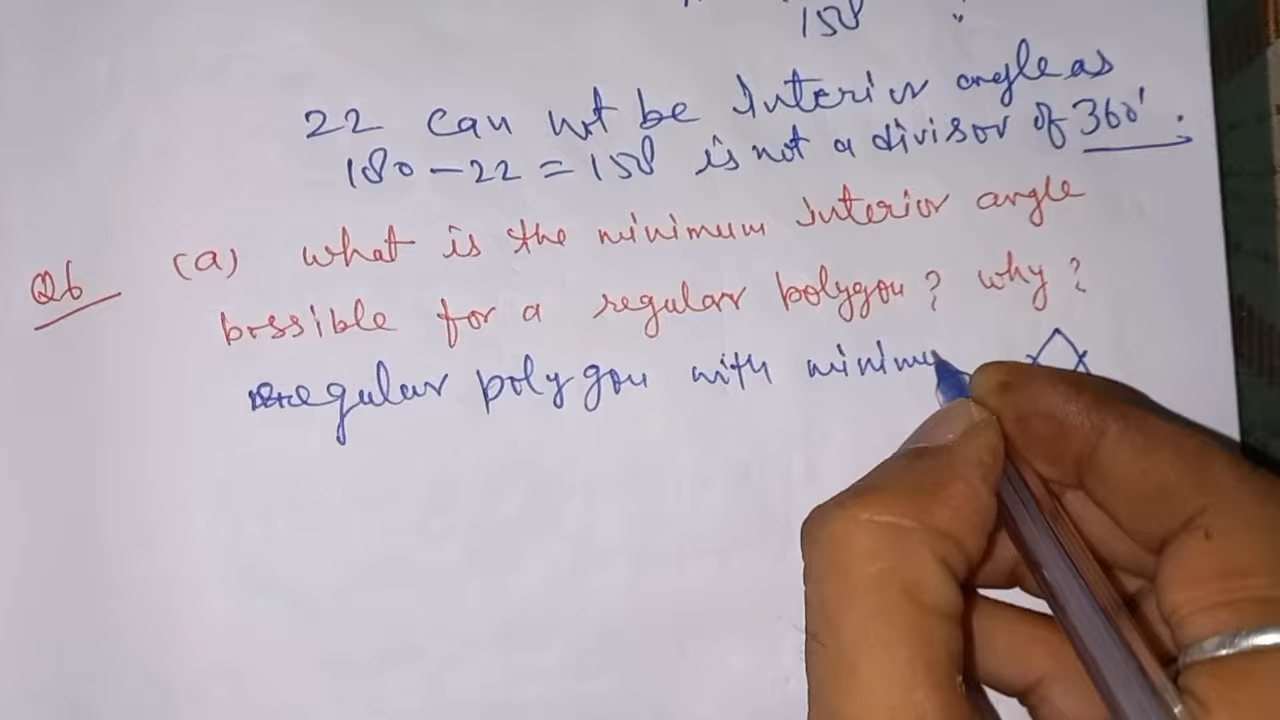 158
22 can not be Interior angle as
180 - 22 = 158 is not a divisor of 360°.
Q6 (a) what is the minimum interior angle
possible for a regular polygon? why?
regular polygon with minimu